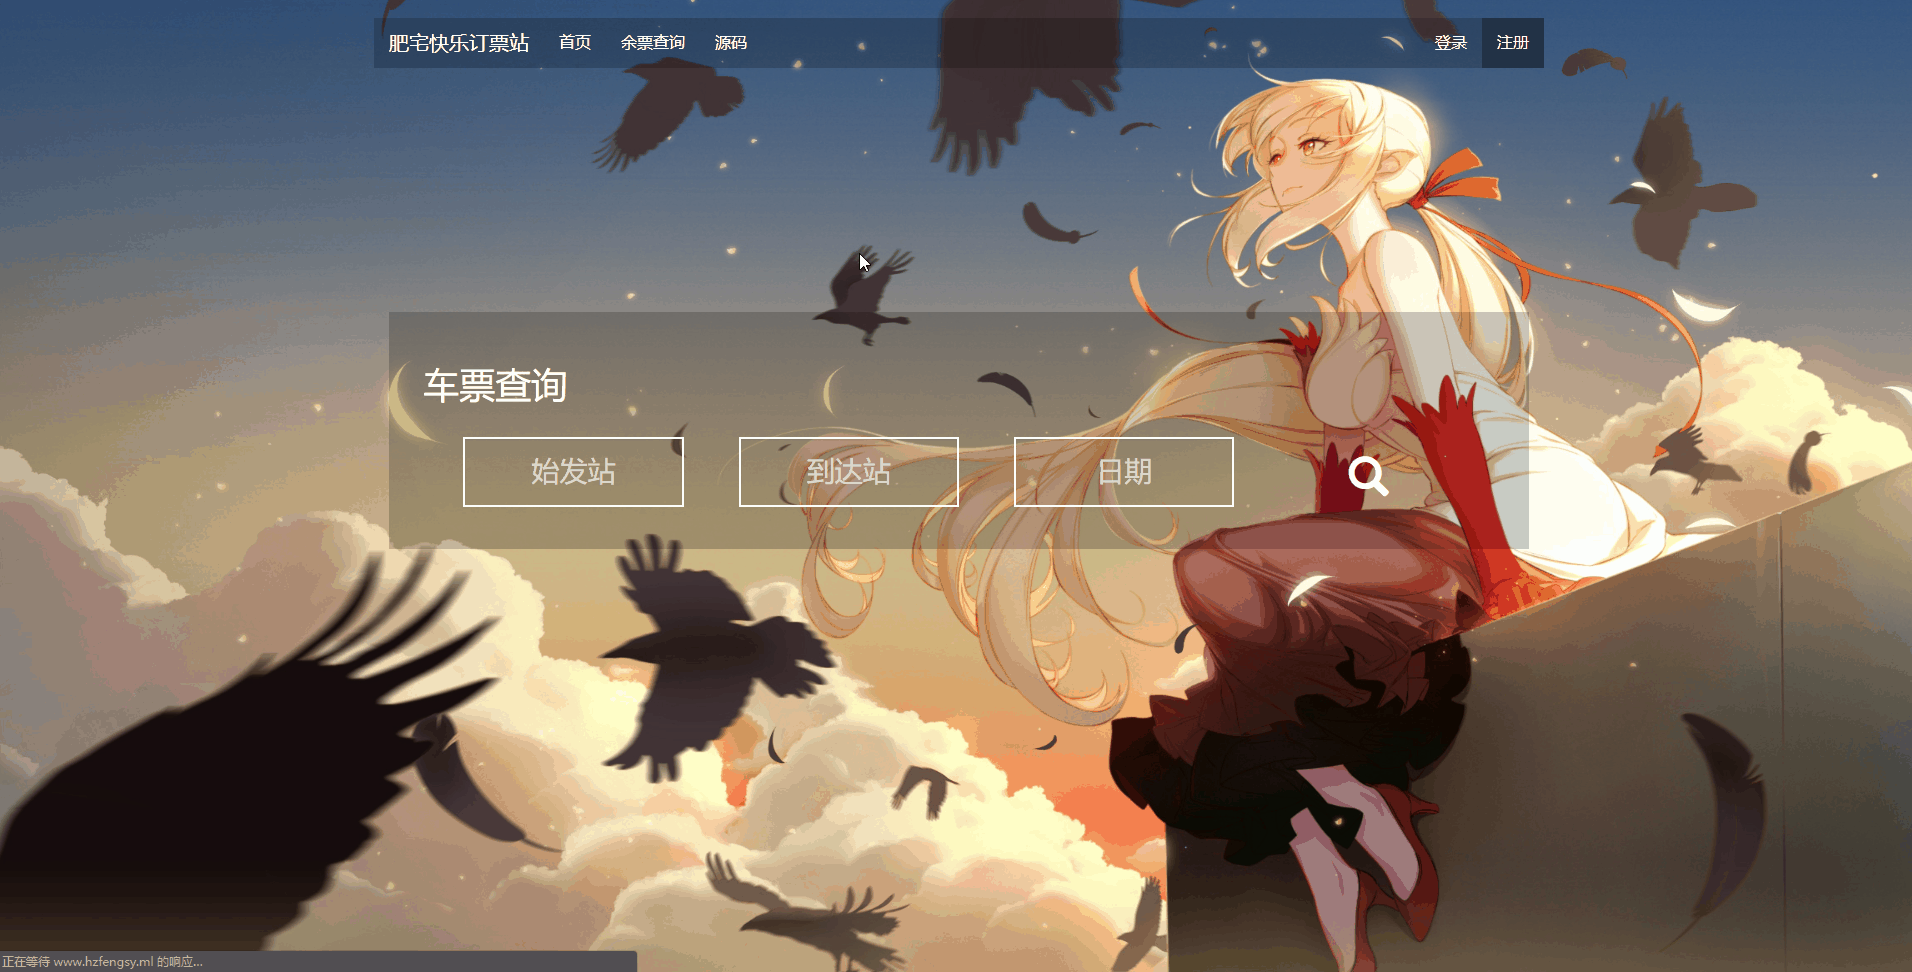 肥宅快乐订票站 首页 余票查询 源码 登录 注册
车票查询
始发站 到达站 日期
正在等待 www.hzfengsy.ml 的响应...